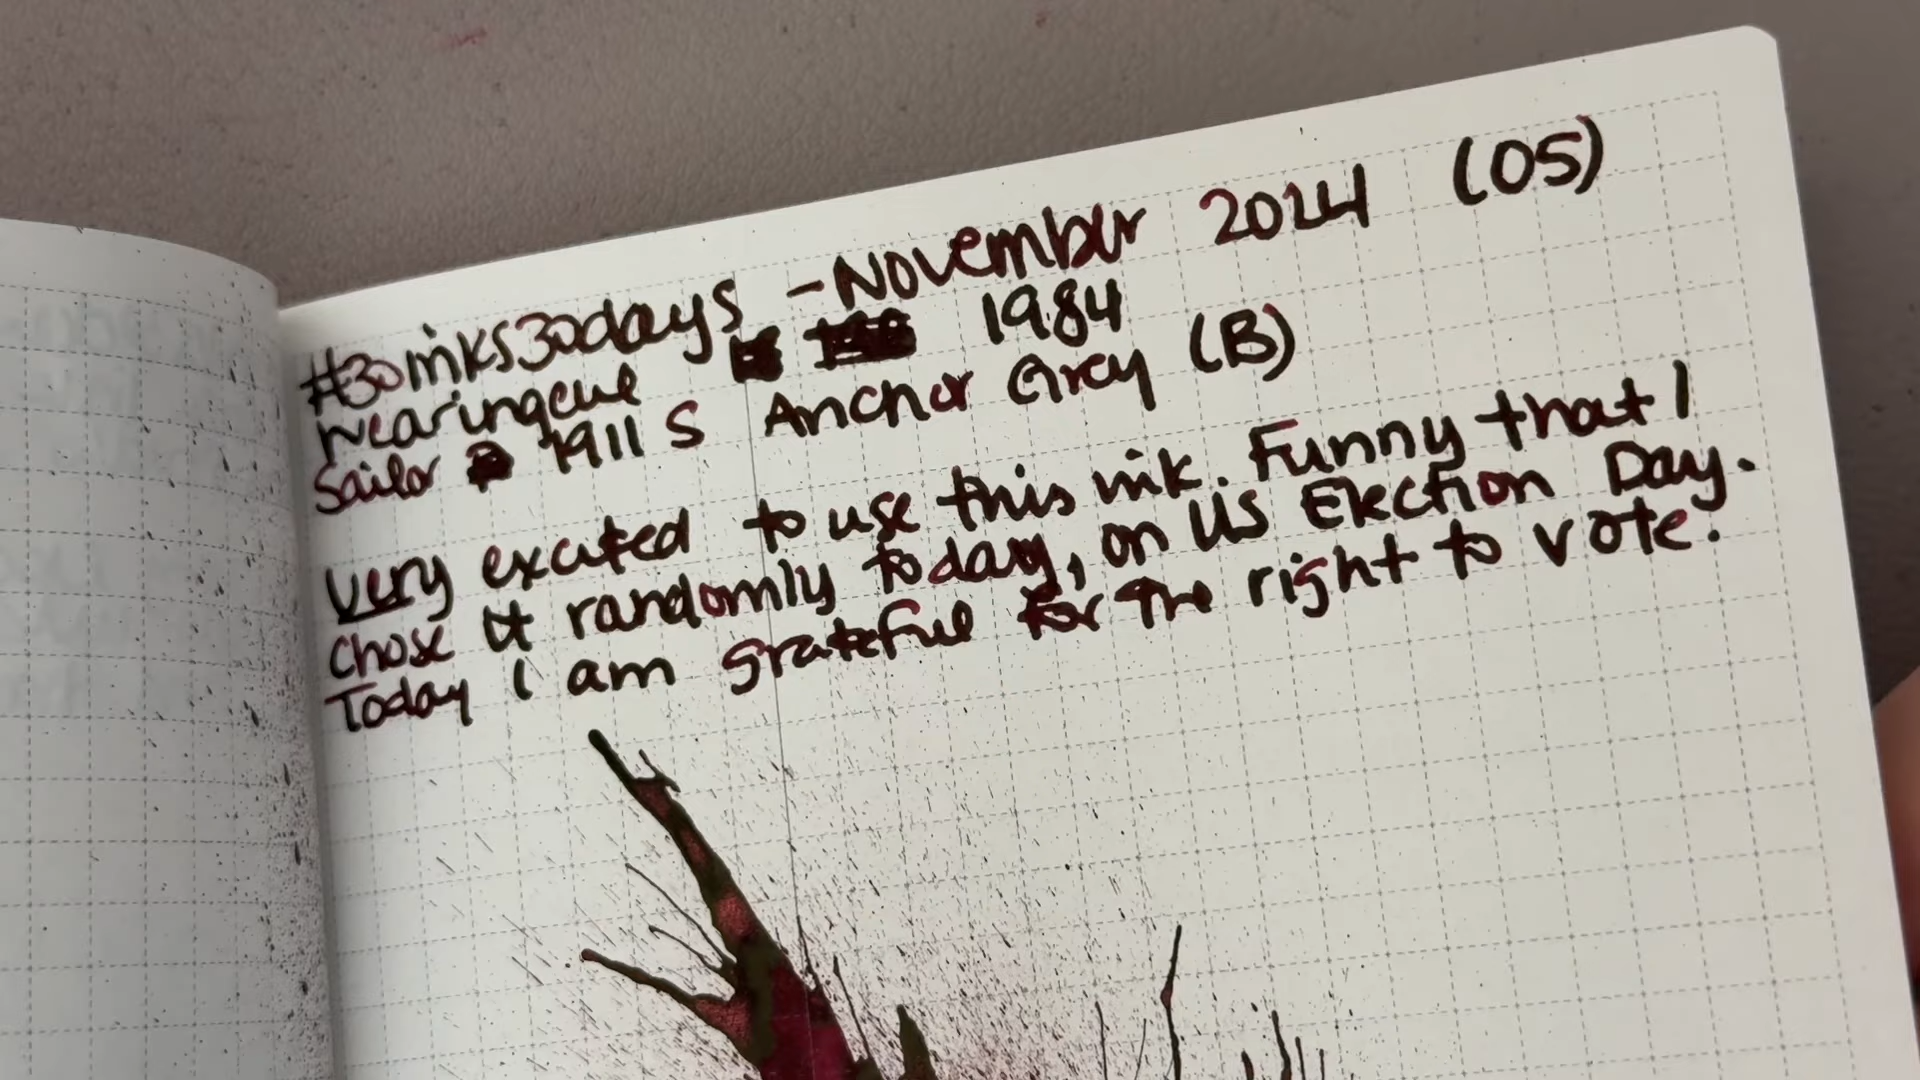 #30inks30days - November 2024 (05)
Wearingeul 1984
Sailor 1911 S Anchor Grey (B)
Very excited to use this ink. Funny that I
chose it randomly today, on US Election Day.
Today I am grateful for the right to vote.